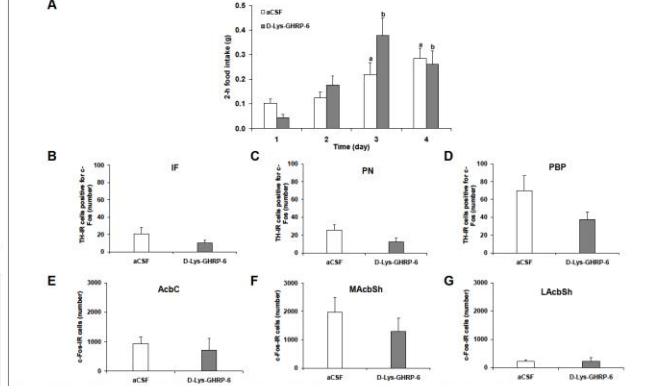 A
aCSF
D-Lys-GHRP-6
2-h food intake (g)
0.5
0.4
0.3
0.2
0.1
0.0
a
b
a
b
1 2 3 4
Time (day)
B
IF
TH-IR cells positive for c-
Fos (number)
100
80
60
40
20
0
aCSF D-Lys-GHRP-6
C
PN
TH-IR cells positive for c-
Fos (number)
100
80
60
40
20
0
aCSF D-Lys-GHRP-6
D
PBP
TH-IR cells positive for c-
Fos (number)
100
80
60
40
20
0
aCSF D-Lys-GHRP-6
E
AcbC
c-Fos-IR cells (number)
3000
2000
1000
0
aCSF D-Lys-GHRP-6
F
MAcbSh
c-Fos-IR cells (number)
3000
2000
1000
0
aCSF D-Lys-GHRP-6
G
LAcbSh
c-Fos-IR cells (number)
3000
2000
1000
0
aCSF D-Lys-GHRP-6